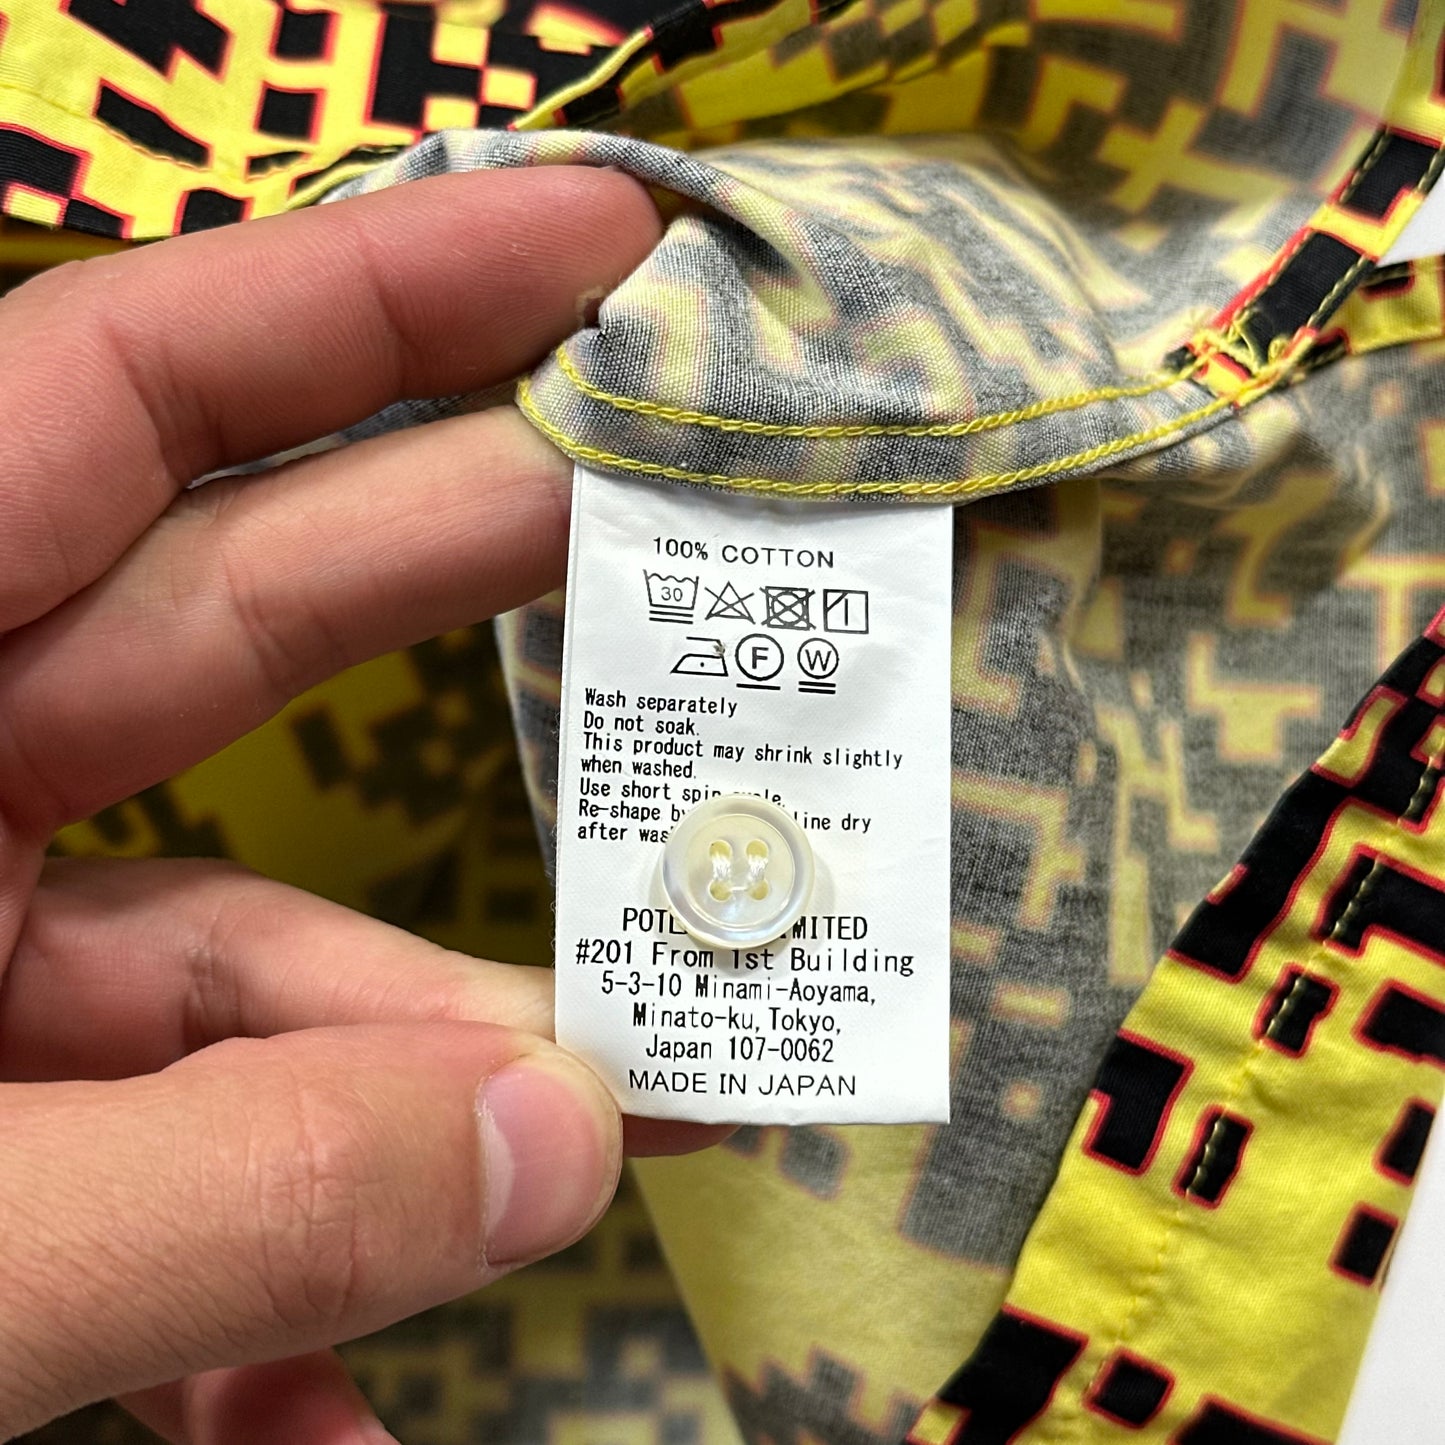 100% COTTON
30
F W
Wash separately
Do not soak.
This product may shrink slightly
when washed.
Use short spin
Re-shape line dry
after
#201 From 1st Building
5-3-10 Minami-Aoyama,
Minato-ku, Tokyo,
Japan 107-0062
MADE IN JAPAN